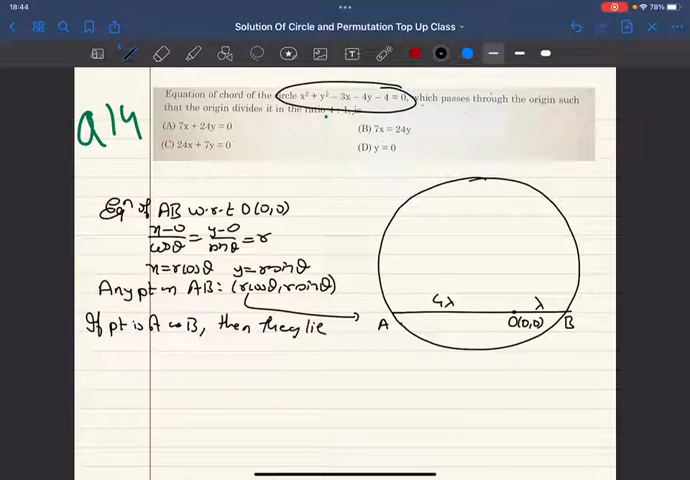 18:44
78%
Solution Of Circle and Permutation Top Up Class
Q14
Equation of chord of the circle x² + y² − 3x − 4y − 4 = 0, which passes through the origin such
that the origin divides it in the ratio 4 : 1, is
(A) 7x + 24y = 0
(B) 7x = 24y
(C) 24x + 7y = 0
(D) y = 0
Eqⁿ of AB w.r.t O(0,0)
x−0/cosθ = y−0/sinθ = r
x=rcosθ y=rsinθ
Any pt on AB: (rcosθ, rsinθ)
If pt is A or B, then they lie
4λ λ
A O(0,0) B